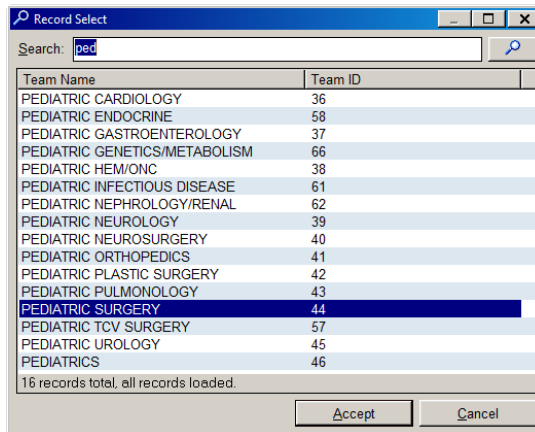 Record Select
Search: ped
Team Name Team ID
PEDIATRIC CARDIOLOGY 36
PEDIATRIC ENDOCRINE 58
PEDIATRIC GASTROENTEROLOGY 37
PEDIATRIC GENETICS/METABOLISM 66
PEDIATRIC HEM/ONC 38
PEDIATRIC INFECTIOUS DISEASE 61
PEDIATRIC NEPHROLOGY/RENAL 62
PEDIATRIC NEUROLOGY 39
PEDIATRIC NEUROSURGERY 40
PEDIATRIC ORTHOPEDICS 41
PEDIATRIC PLASTIC SURGERY 42
PEDIATRIC PULMONOLOGY 43
PEDIATRIC SURGERY 44
PEDIATRIC TCV SURGERY 57
PEDIATRIC UROLOGY 45
PEDIATRICS 46
16 records total, all records loaded.
Accept Cancel